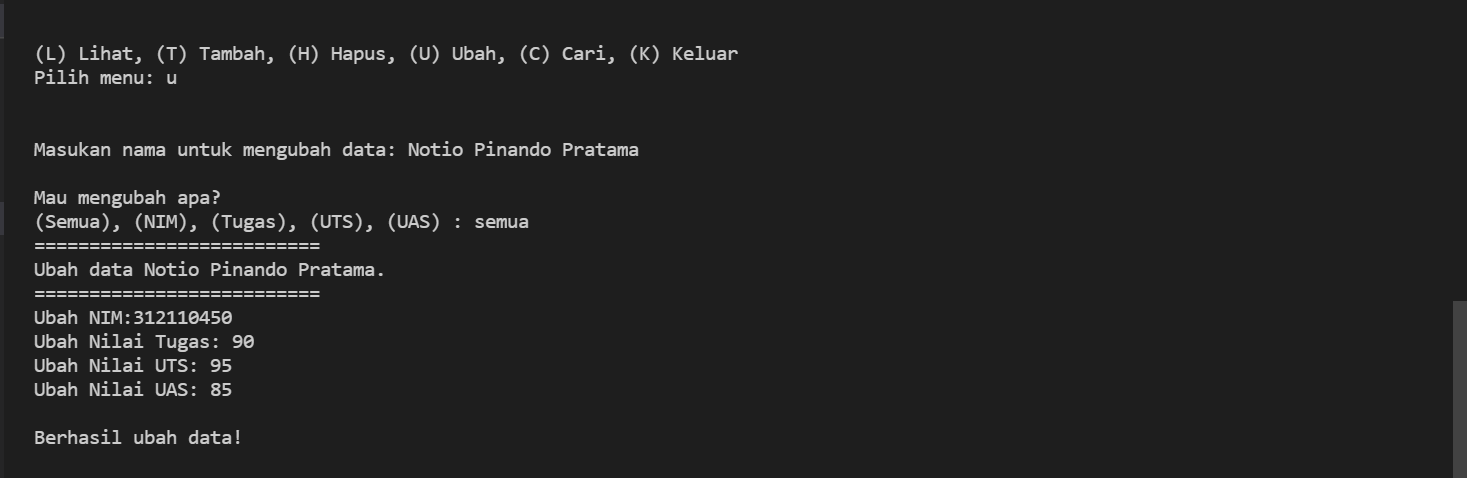 (L) Lihat, (T) Tambah, (H) Hapus, (U) Ubah, (C) Cari, (K) Keluar
Pilih menu: u
Masukan nama untuk mengubah data: Notio Pinando Pratama
Mau mengubah apa?
(Semua), (NIM), (Tugas), (UTS), (UAS) : semua
==========================
Ubah data Notio Pinando Pratama.
==========================
Ubah NIM:312110450
Ubah Nilai Tugas: 90
Ubah Nilai UTS: 95
Ubah Nilai UAS: 85
Berhasil ubah data!